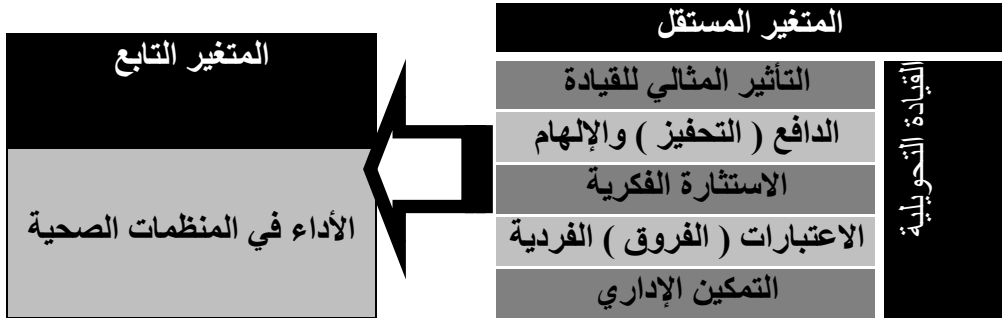 المتغير المستقل
القيادة التحويلية
التأثير المثالي للقيادة
الدافع ( التحفيز ) والإلهام
الاستثارة الفكرية
الاعتبارات ( الفروق ) الفردية
التمكين الإداري
المتغير التابع
الأداء في المنظمات الصحية